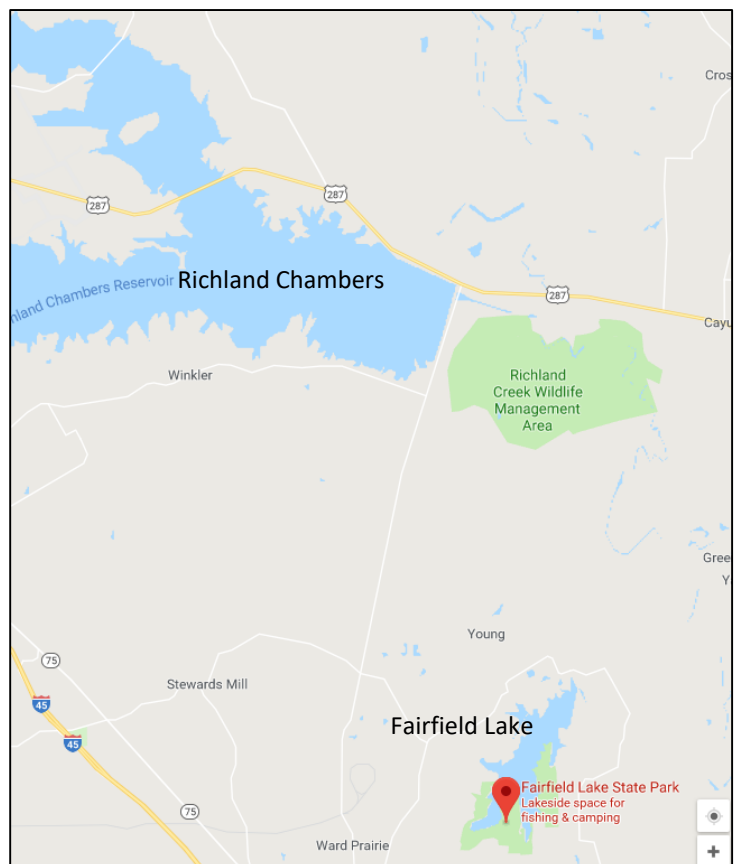 Cros
287
287
Richland Chambers
hland Chambers Reservoir
287
Cayu
Winkler
Richland
Creek Wildlife
Management
Area
Gree
Y
Young
75
Stewards Mill
45
Fairfield Lake
45
Fairfield Lake State Park
Lakeside space for
fishing & camping
75
Ward Prairie
+